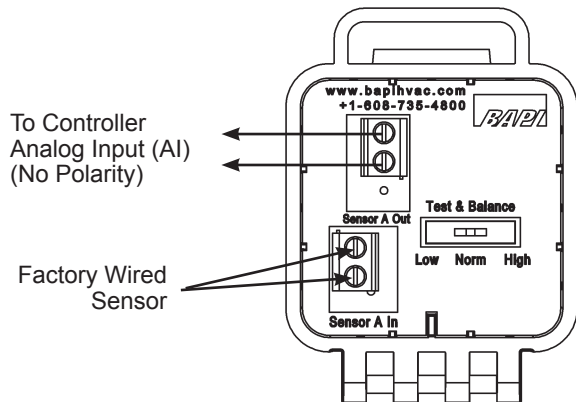 www.bapihvac.com
+1-608-735-4800
BAPI
To Controller
Analog Input (AI)
(No Polarity)
Sensor A Out
Test & Balance
Low Norm High
Factory Wired
Sensor
Sensor A In